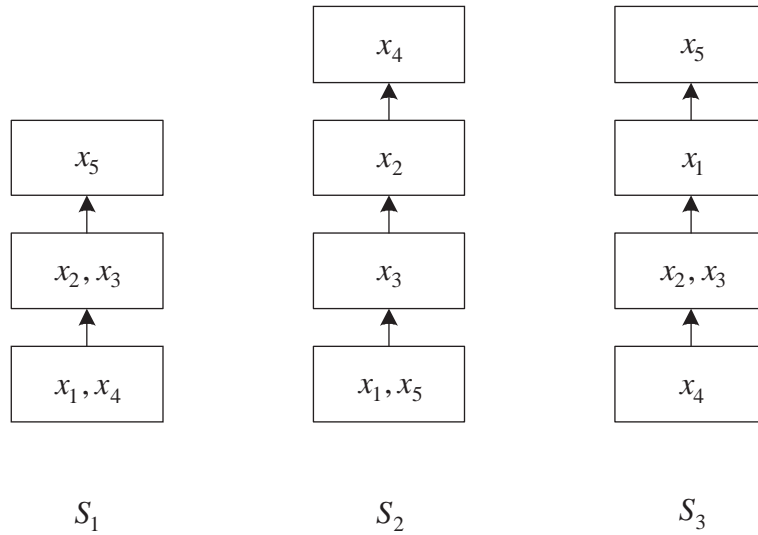 x₄
x₅
x₅
x₂
x₁
x₂, x₃
x₃
x₂, x₃
x₁, x₄
x₁, x₅
x₄
S₁
S₂
S₃